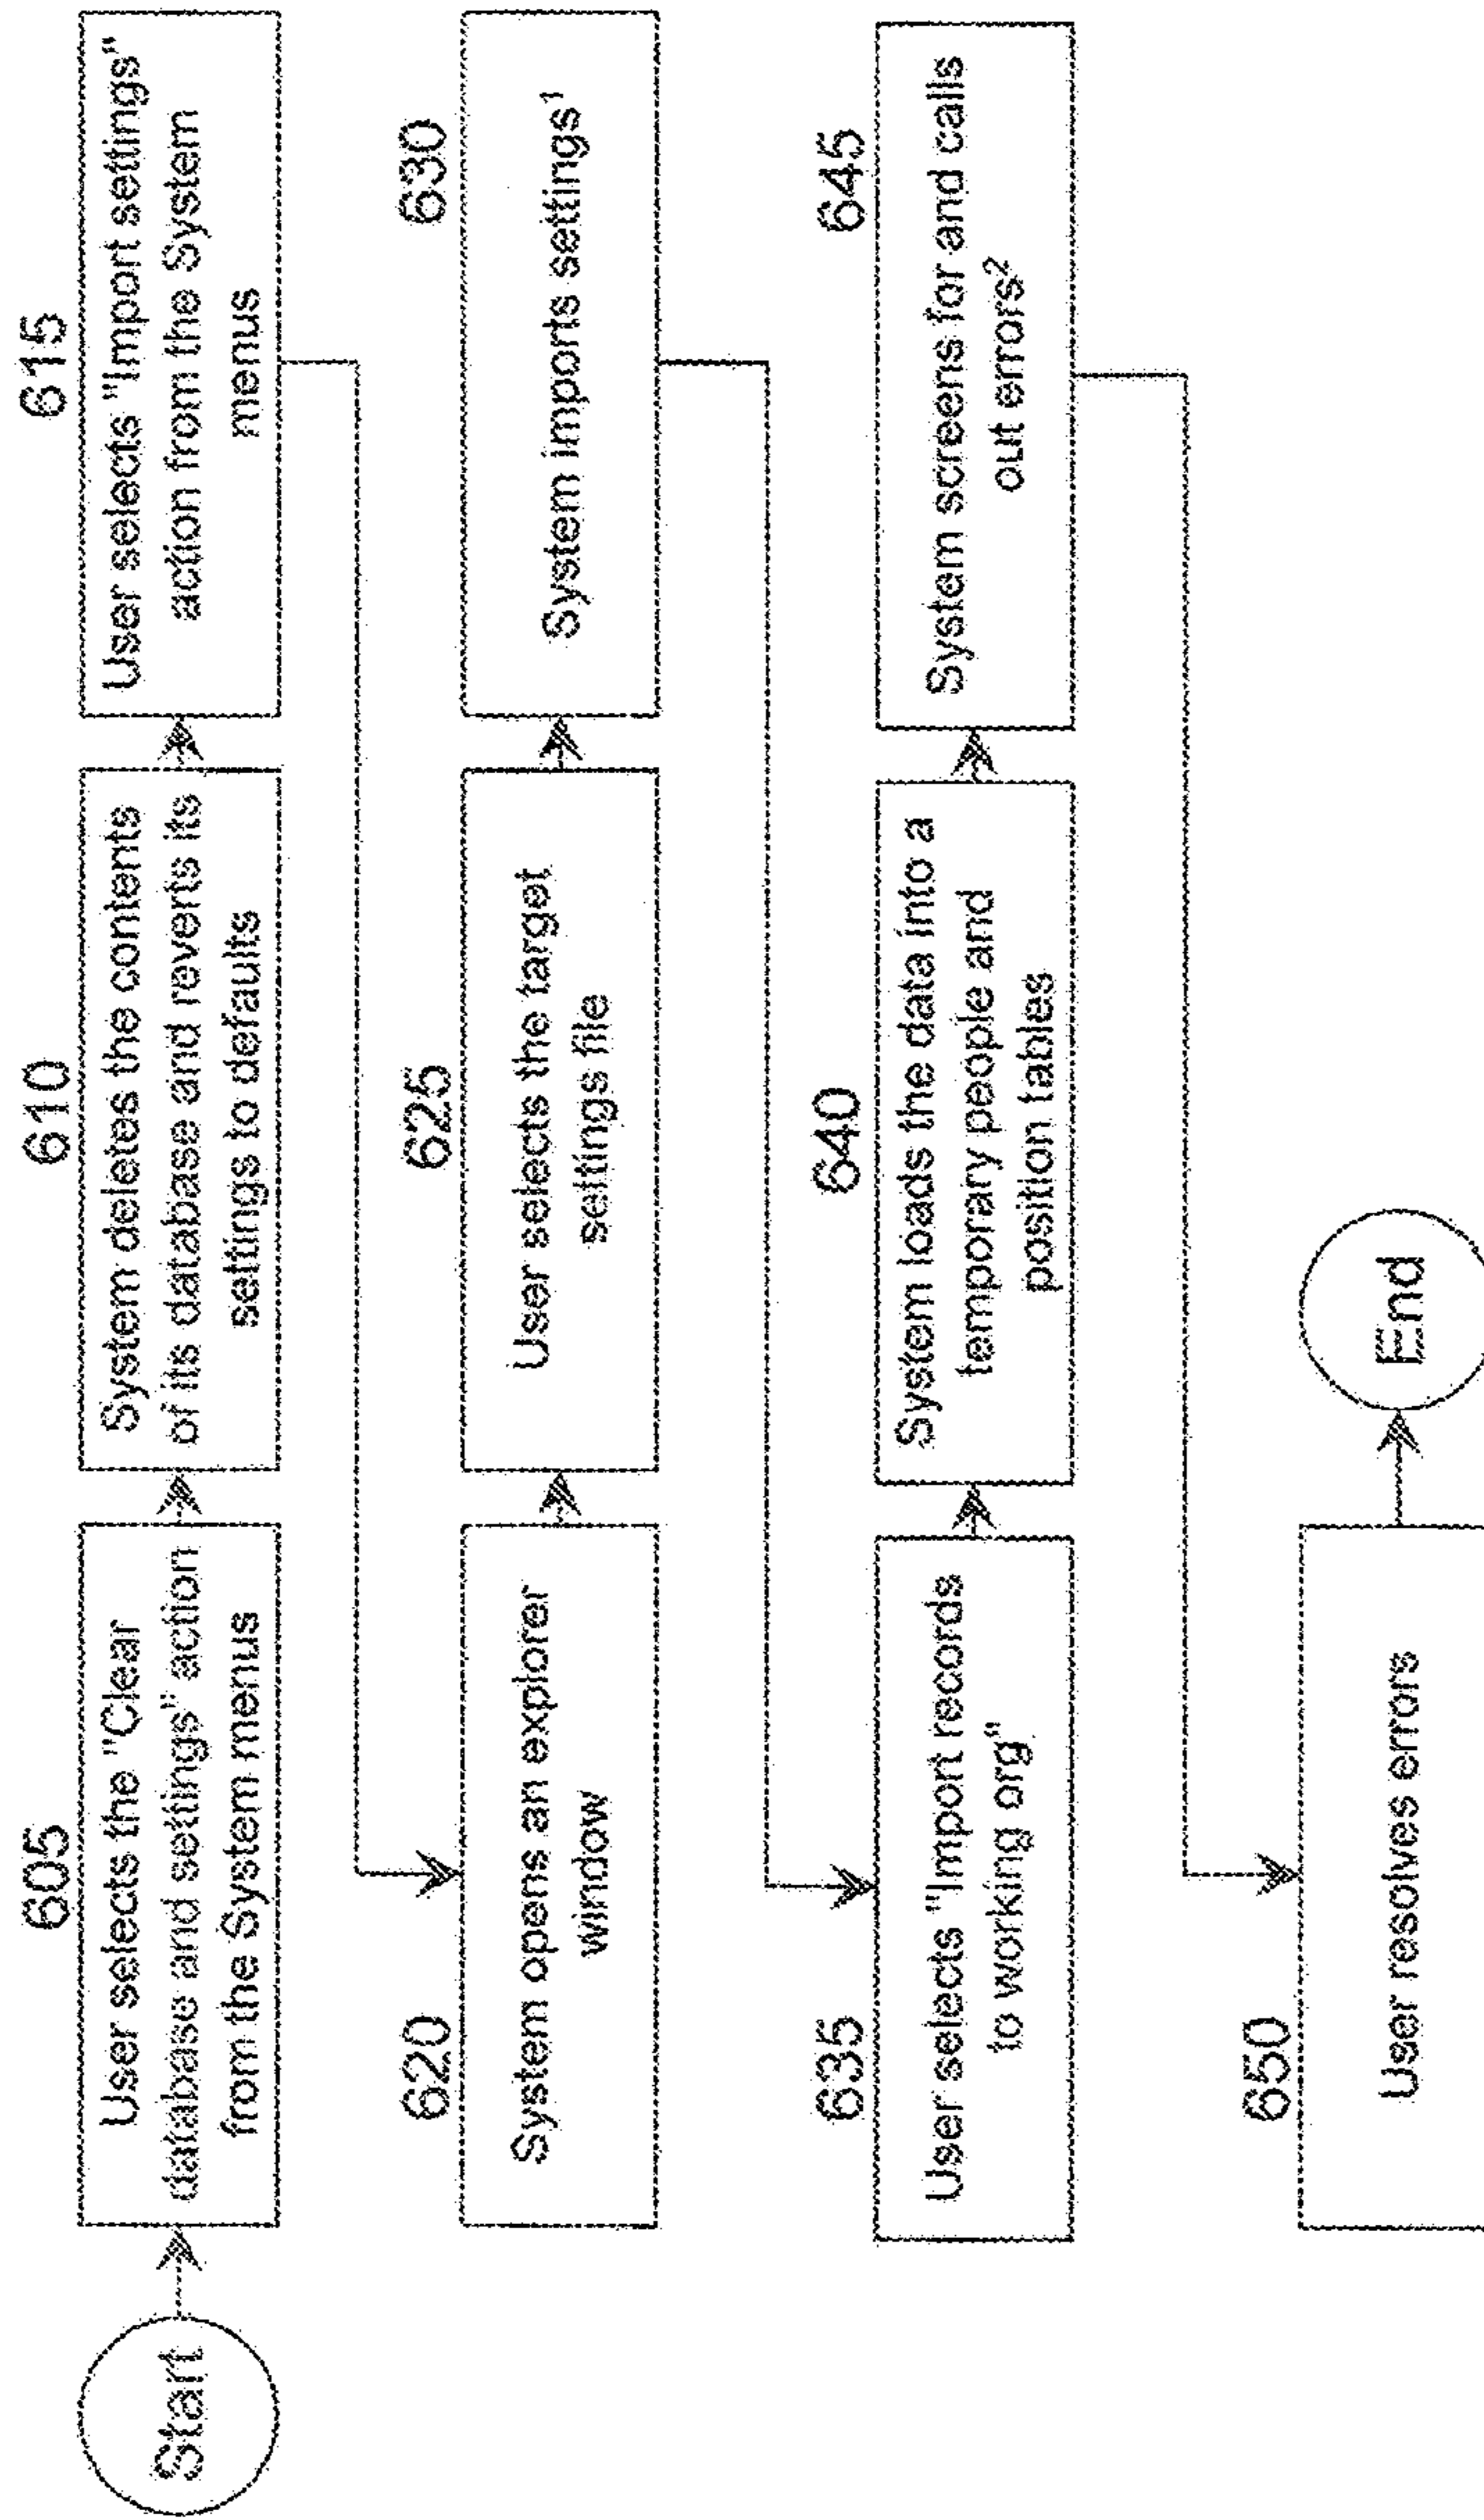 Start
605
User selects the "Clear
database and settings" action
from the System menus
610
System deletes the contents
of its database and reverts its
settings to defaults
615
User selects "Import settings"
action from the System
menus
620
System opens an explorer
window
625
User selects the target
settings file
630
System imports settings¹
635
User selects "Import records
to working org"
640
System loads the data into a
temporary people and
position tables
645
System screens for and calls
out errors²
650
User resolves errors
End